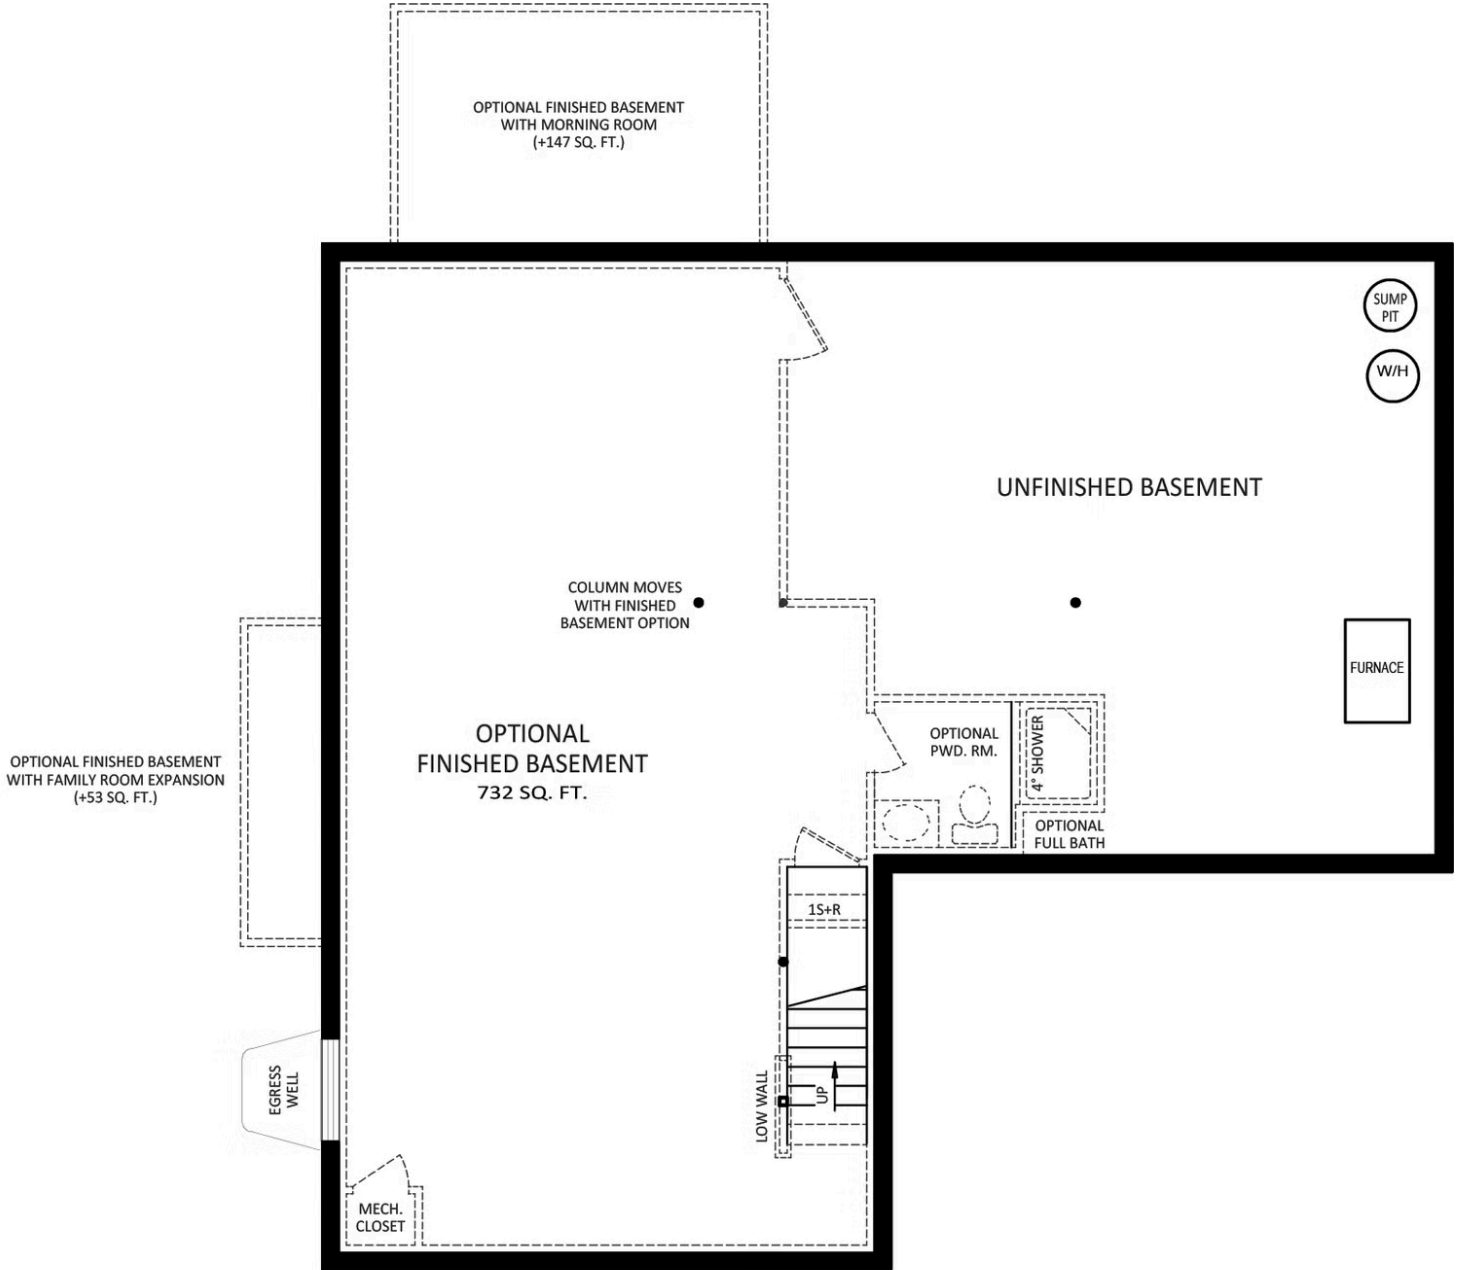 OPTIONAL FINISHED BASEMENT
WITH MORNING ROOM
(+147 SQ. FT.)
SUMP
PIT
W/H
UNFINISHED BASEMENT
COLUMN MOVES
WITH FINISHED
BASEMENT OPTION
FURNACE
OPTIONAL
FINISHED BASEMENT
732 SQ. FT.
OPTIONAL
PWD. RM.
4° SHOWER
OPTIONAL FINISHED BASEMENT
WITH FAMILY ROOM EXPANSION
(+53 SQ. FT.)
OPTIONAL
FULL BATH
1S+R
EGRESS
WELL
LOW WALL
UP
MECH.
CLOSET